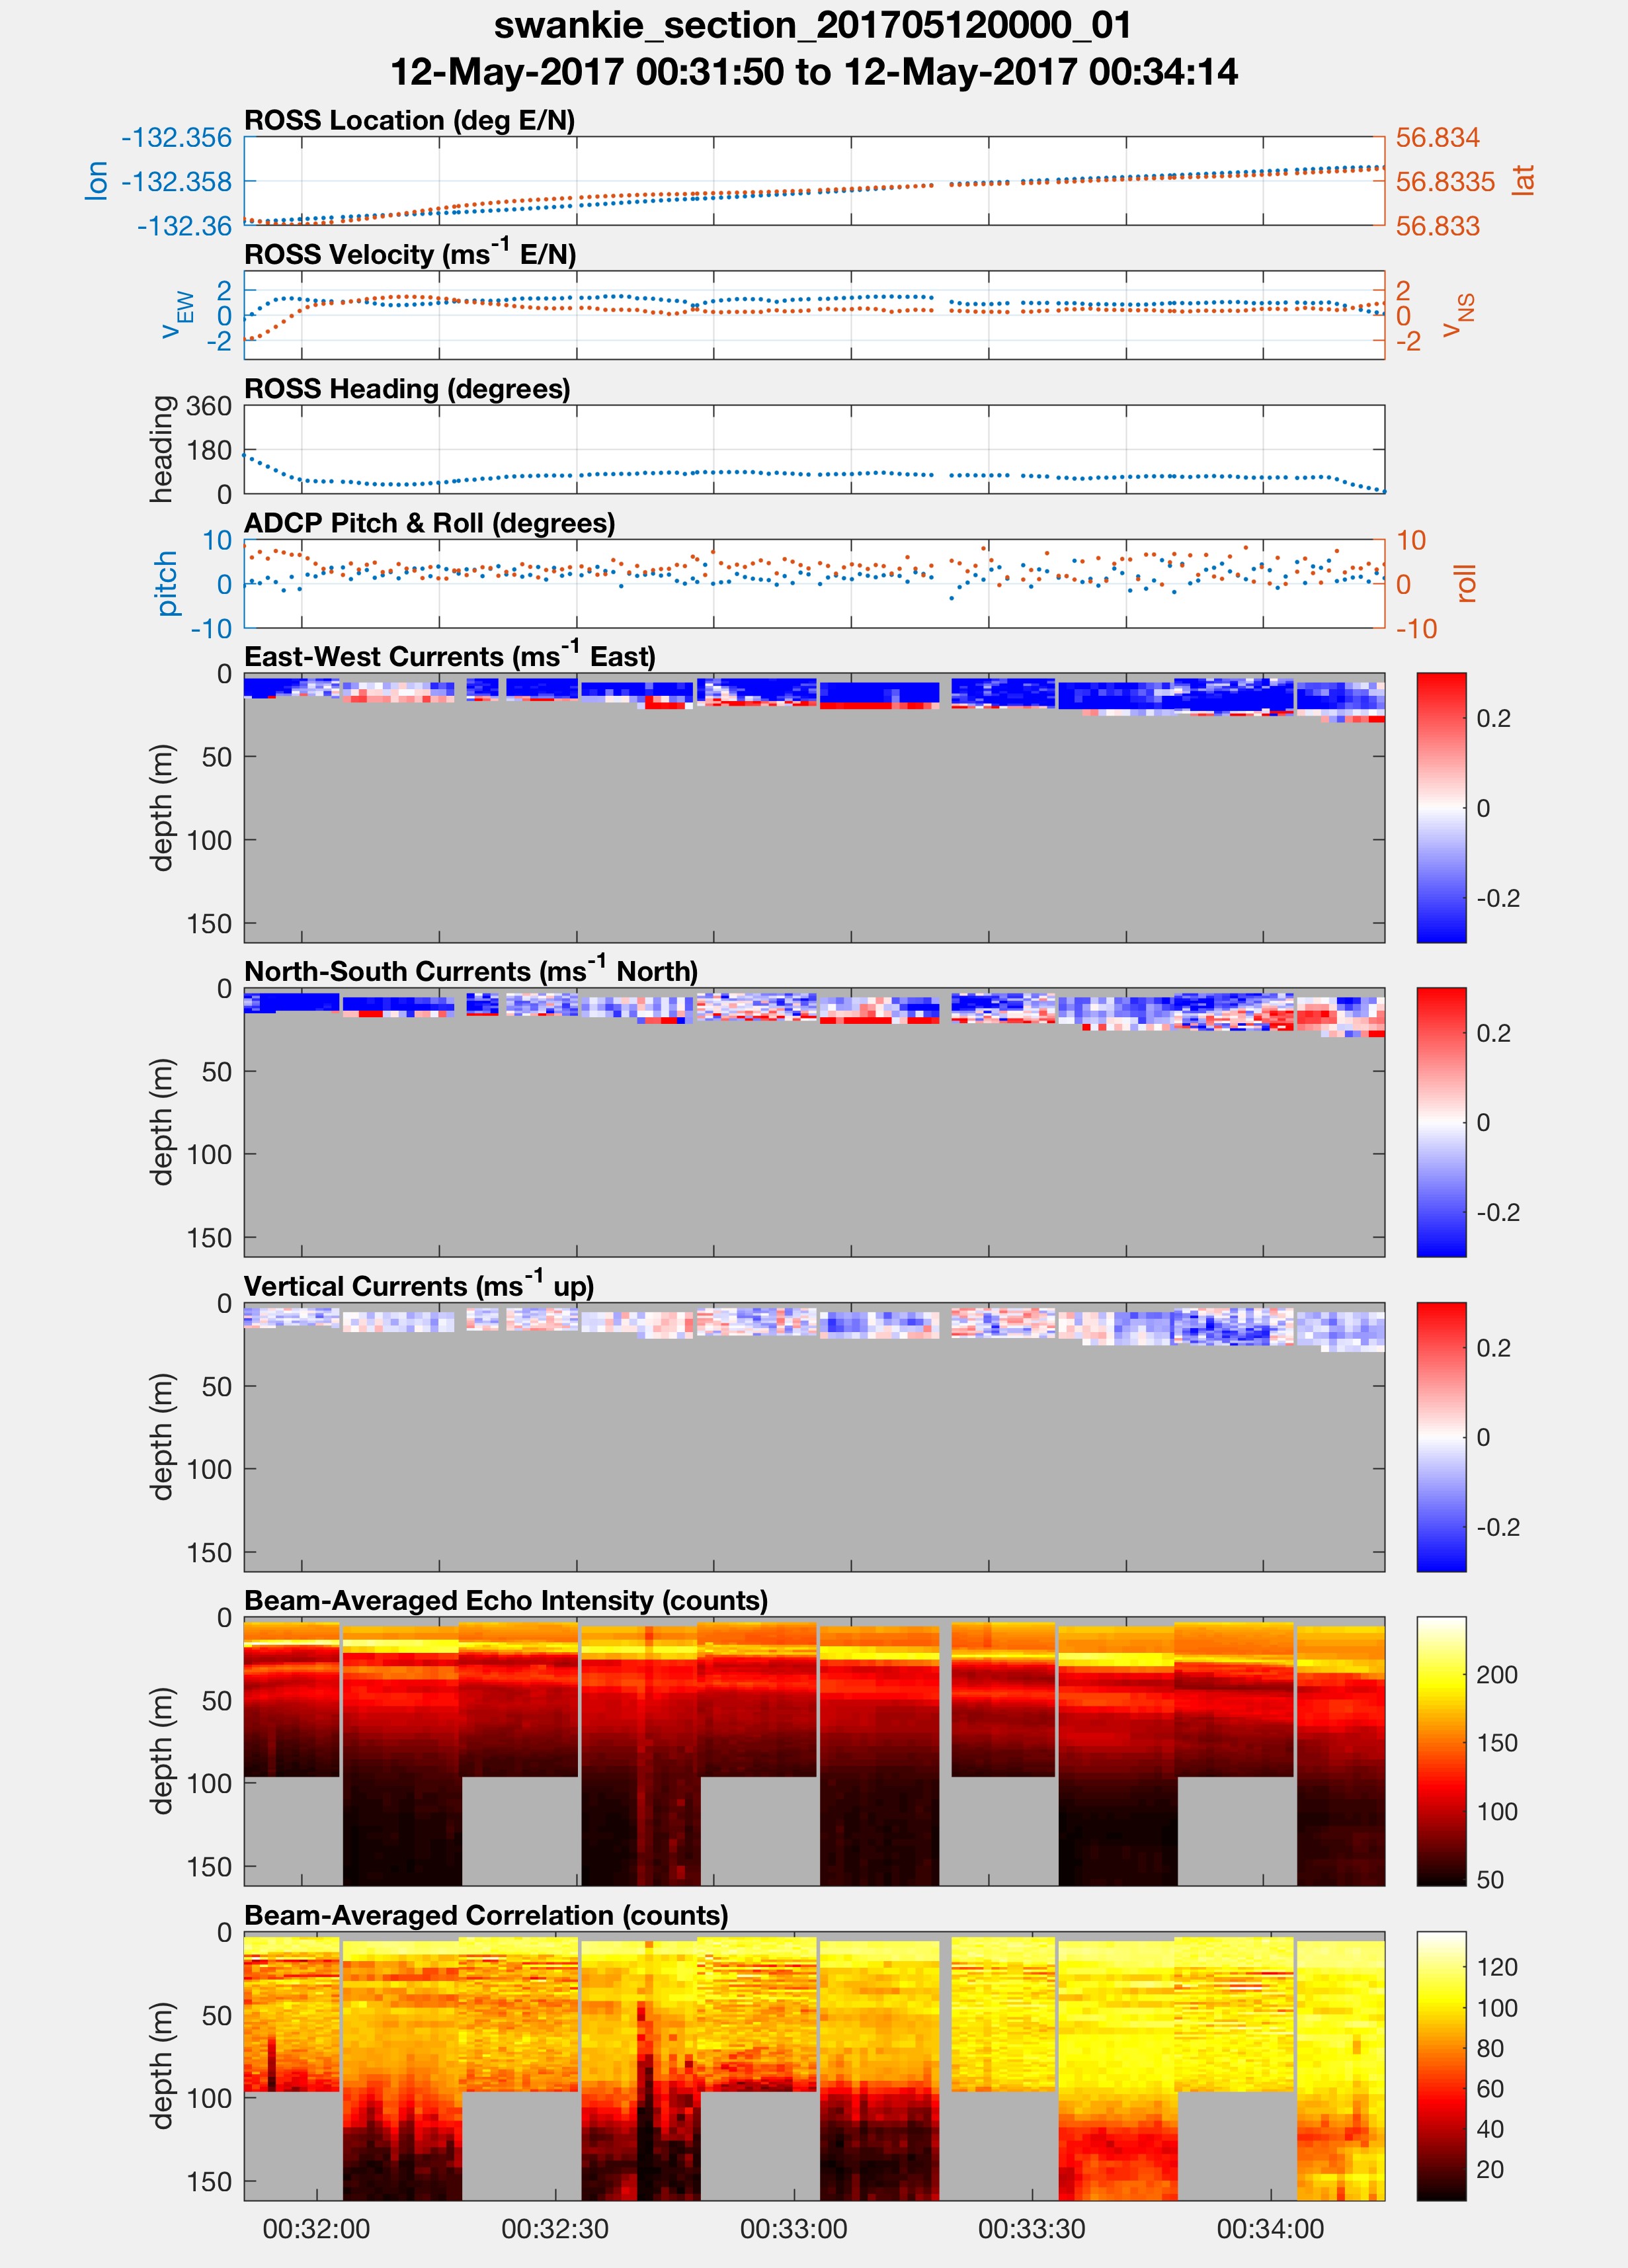 swankie_section_201705120000_01
12-May-2017 00:31:50 to 12-May-2017 00:34:14
ROSS Location (deg E/N)
-132.356
-132.358
-132.36
lon
56.834
56.8335
56.833
lat
ROSS Velocity (ms-1 E/N)
2
0
-2
vEW
2
0
-2
vNS
ROSS Heading (degrees)
360
180
0
heading
ADCP Pitch & Roll (degrees)
10
0
-10
pitch
10
0
-10
roll
East-West Currents (ms-1 East)
0
50
100
150
depth (m)
0.2
0
-0.2
North-South Currents (ms-1 North)
0
50
100
150
depth (m)
0.2
0
-0.2
Vertical Currents (ms-1 up)
0
50
100
150
depth (m)
0.2
0
-0.2
Beam-Averaged Echo Intensity (counts)
0
50
100
150
depth (m)
200
150
100
50
Beam-Averaged Correlation (counts)
0
50
100
150
depth (m)
120
100
80
60
40
20
00:32:00
00:32:30
00:33:00
00:33:30
00:34:00